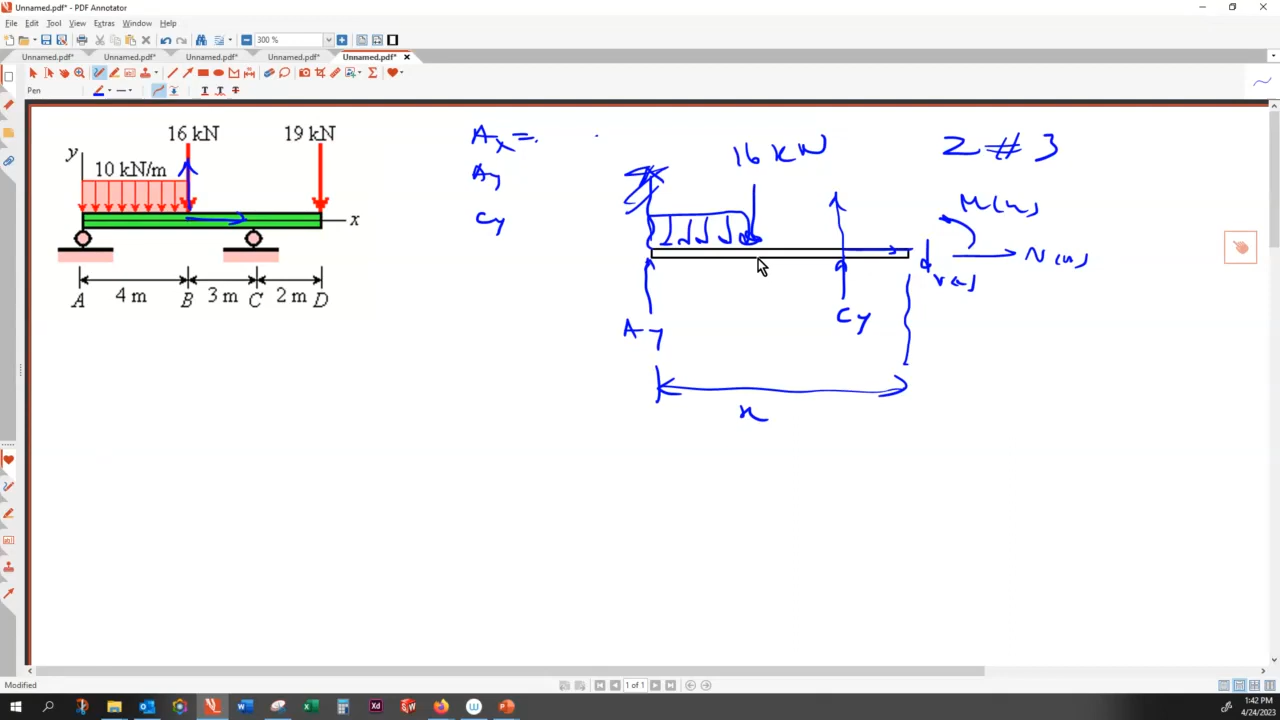 Unnamed.pdf* - PDF Annotator
File Edit Tool View Extras Window Help
300 %
Unnamed.pdf* Unnamed.pdf* Unnamed.pdf* Unnamed.pdf* Unnamed.pdf*
Pen
16 kN 19 kN
y
10 kN/m
x
A 4 m B 3 m C 2 m D
Ax=
Ay
Cy
16 kN
Z # 3
M(x)
N(x)
V(x)
Ay
Cy
x
1 of 1
Modified
1:42 PM
4/24/2023